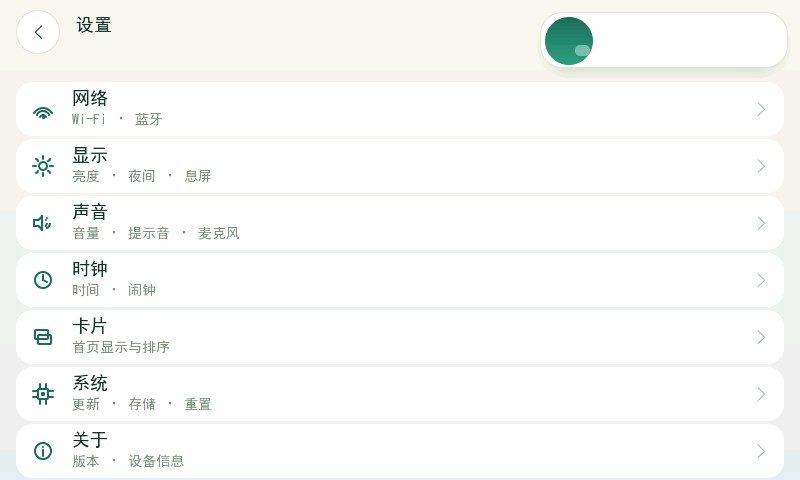 设置
网络
Wi-Fi · 蓝牙
显示
亮度 · 夜间 · 息屏
声音
音量 · 提示音 · 麦克风
时钟
时间 · 闹钟
卡片
首页显示与排序
系统
更新 · 存储 · 重置
关于
版本 · 设备信息